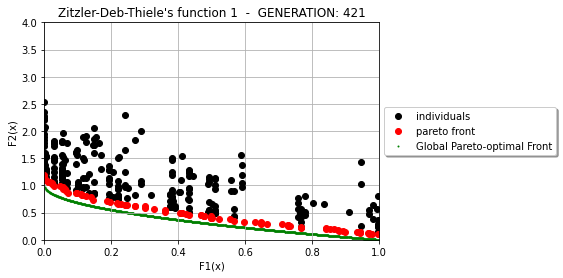 Zitzler-Deb-Thiele's function 1 - GENERATION: 421
4.0
3.5
3.0
2.5
2.0
1.5
1.0
0.5
0.0
F2(x)
0.0 0.2 0.4 0.6 0.8 1.0
F1(x)
individuals
pareto front
Global Pareto-optimal Front